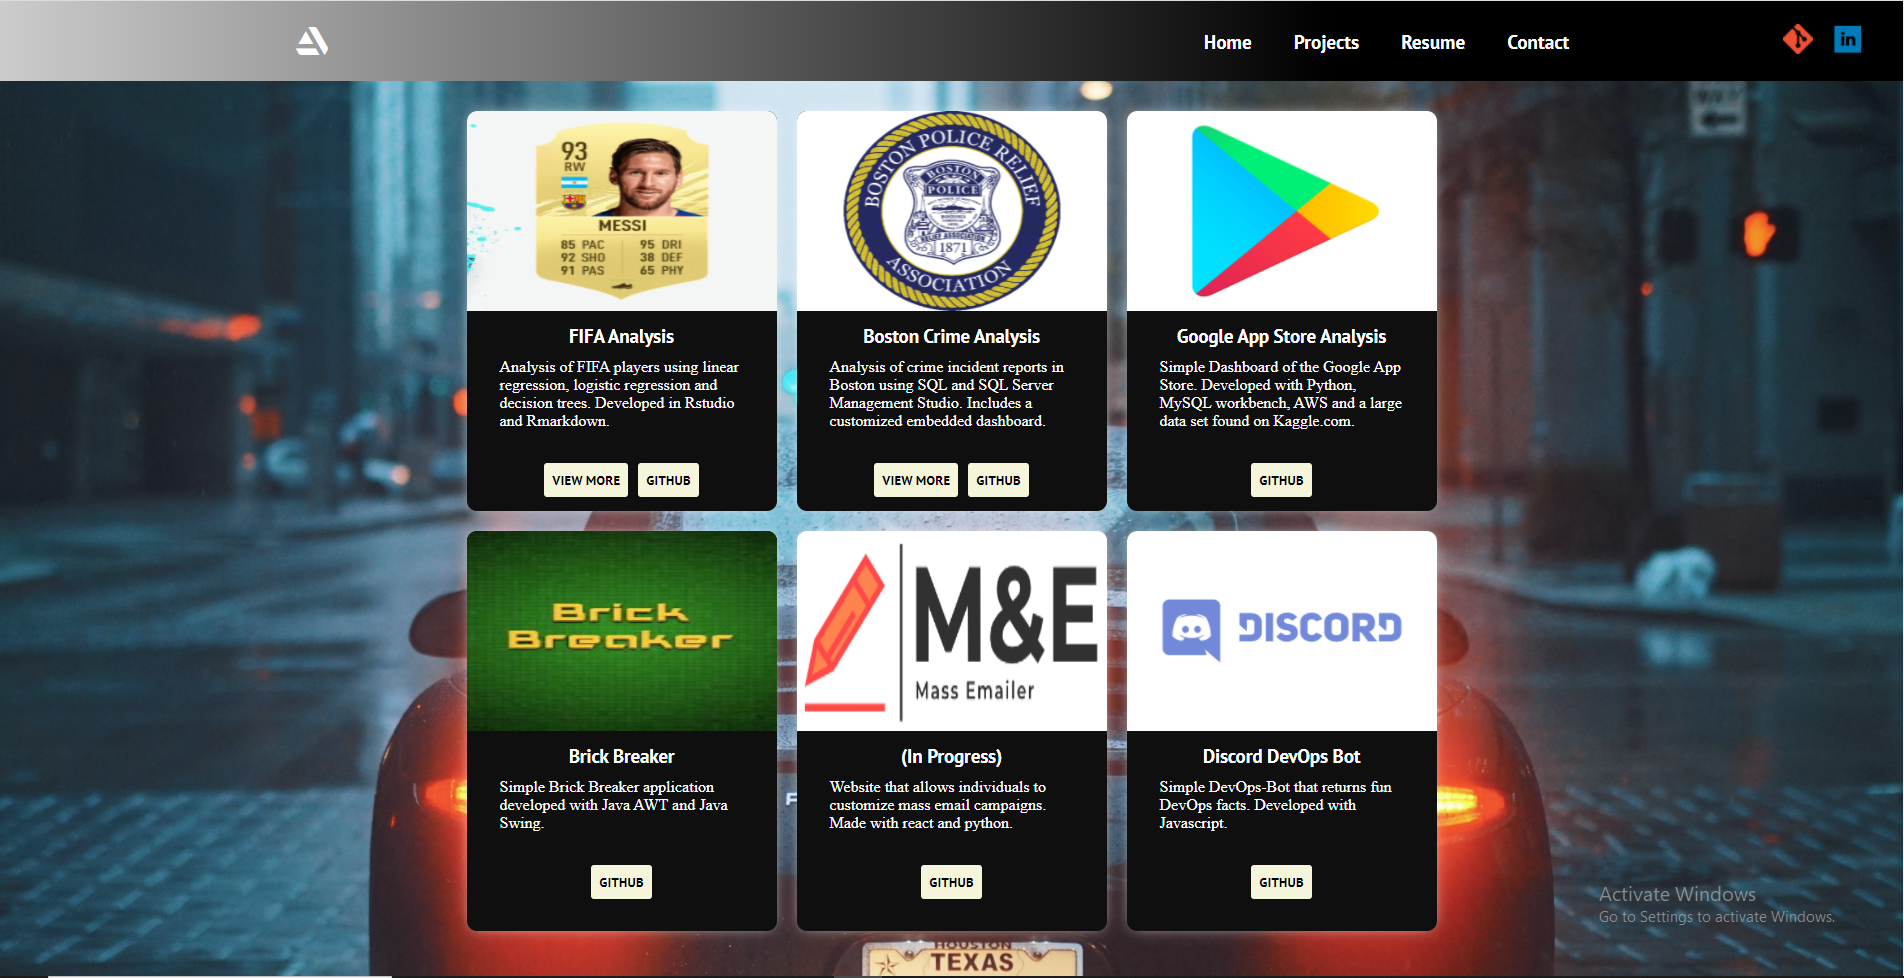 Home Projects Resume Contact
in
93
RW
MESSI
85 PAC 95 DRI
92 SHO 38 DEF
91 PAS 65 PHY
BOSTON POLICE RELIEF
ASSOCIATION
BOSTON
POLICE
RELIEF ASSOCIATION
1871
FIFA Analysis
Analysis of FIFA players using linear
regression, logistic regression and
decision trees. Developed in Rstudio
and Rmarkdown.
VIEW MORE GITHUB
Boston Crime Analysis
Analysis of crime incident reports in
Boston using SQL and SQL Server
Management Studio. Includes a
customized embedded dashboard.
VIEW MORE GITHUB
Google App Store Analysis
Simple Dashboard of the Google App
Store. Developed with Python,
MySQL workbench, AWS and a large
data set found on Kaggle.com.
GITHUB
Brick
Breaker
Brick Breaker
Simple Brick Breaker application
developed with Java AWT and Java
Swing.
GITHUB
M&E
Mass Emailer
(In Progress)
Website that allows individuals to
customize mass email campaigns.
Made with react and python.
GITHUB
DISCORD
Discord DevOps Bot
Simple DevOps-Bot that returns fun
DevOps facts. Developed with
Javascript.
GITHUB
Activate Windows
Go to Settings to activate Windows.
HOUSTON
TEXAS